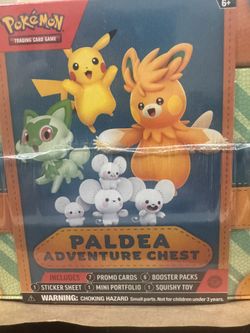 6+
POKÉMON
TRADING CARD GAME
PALDEA
ADVENTURE CHEST
INCLUDES 7 PROMO CARDS 6 BOOSTER PACKS
1 STICKER SHEET 1 MINI PORTFOLIO 1 SQUISHY TOY
WARNING: CHOKING HAZARD Small parts. Not for children under 3 years.